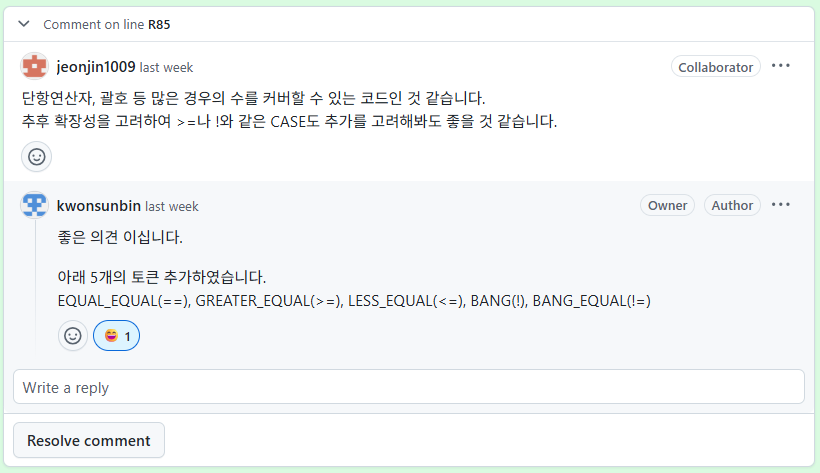 Comment on line R85
jeonjin1009 last week
Collaborator
단항연산자, 괄호 등 많은 경우의 수를 커버할 수 있는 코드인 것 같습니다.
추후 확장성을 고려하여 >=나 !와 같은 CASE도 추가를 고려해봐도 좋을 것 같습니다.
kwonsunbin last week
Owner
Author
좋은 의견 이십니다.
아래 5개의 토큰 추가하였습니다.
EQUAL_EQUAL(==), GREATER_EQUAL(>=), LESS_EQUAL(<=), BANG(!), BANG_EQUAL(!=)
1
Write a reply
Resolve comment